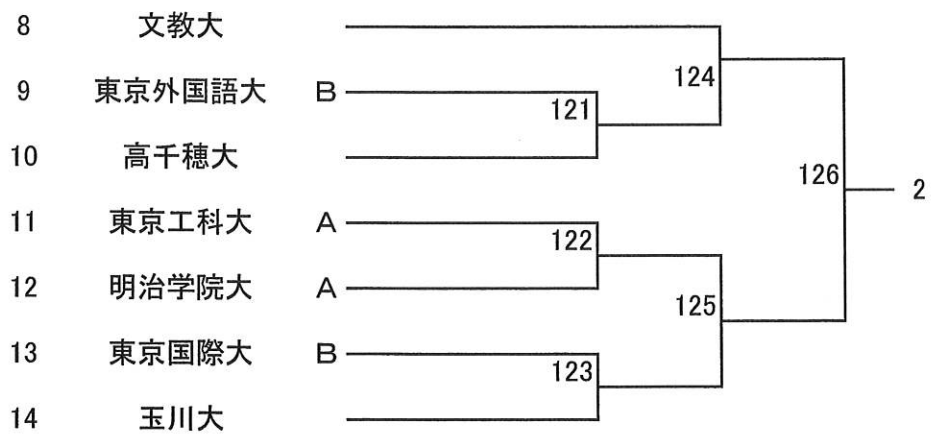 8 文教大
124
9 東京外国語大 B
121
10 高千穂大
126
2
11 東京工科大 A
122
12 明治学院大 A
125
13 東京国際大 B
123
14 玉川大